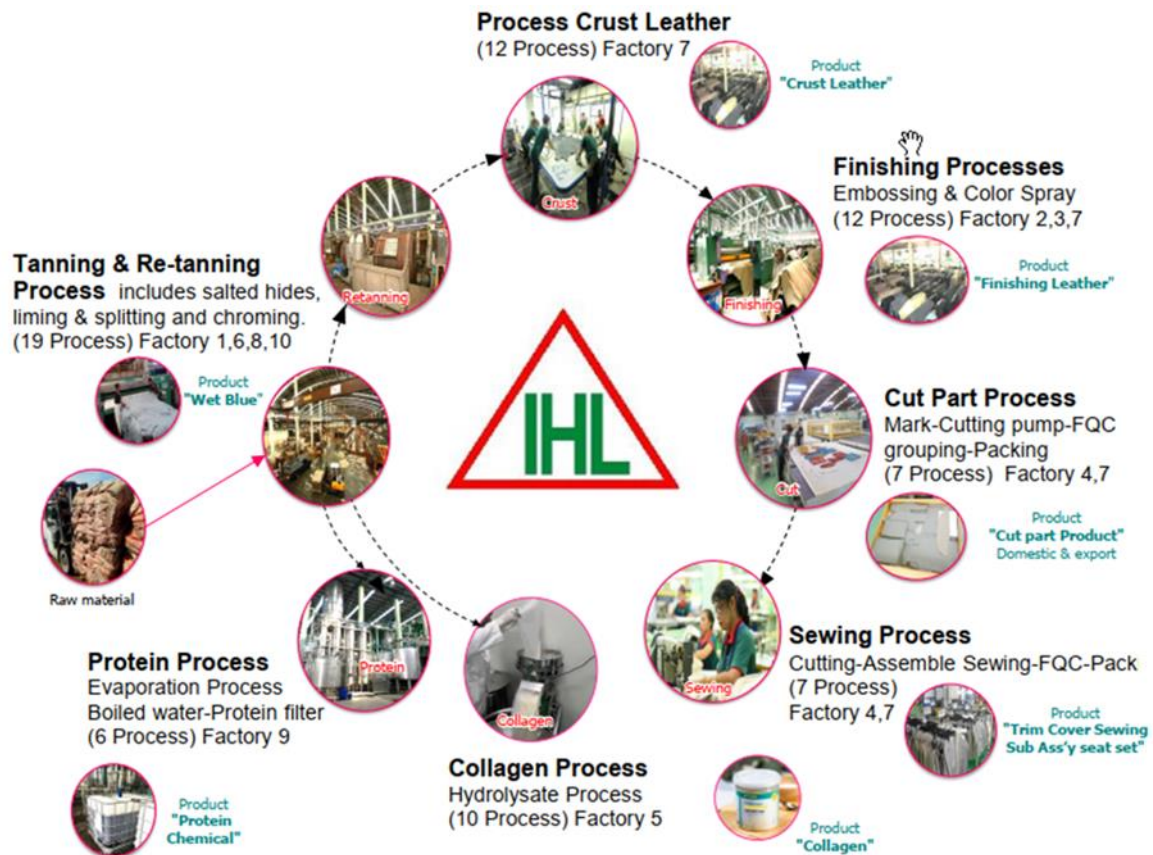 Process Crust Leather
(12 Process) Factory 7
Product
"Crust Leather"
Crust
Finishing Processes
Embossing & Color Spray
(12 Process) Factory 2,3,7
Product
"Finishing Leather"
Finishing
Retanning
Tanning & Re-tanning
Process includes salted hides,
liming & splitting and chroming.
(19 Process) Factory 1,6,8,10
Product
"Wet Blue"
IHL
Cut Part Process
Mark-Cutting pump-FQC
grouping-Packing
(7 Process) Factory 4,7
Cut
Product
"Cut part Product"
Domestic & export
Raw material
Sewing Process
Cutting-Assemble Sewing-FQC-Pack
(7 Process)
Factory 4,7
Sewing
Product
"Trim Cover Sewing
Sub Ass'y seat set"
Protein Process
Evaporation Process
Boiled water-Protein filter
(6 Process) Factory 9
Protein
Product
"Protein
Chemical"
Collagen
Collagen Process
Hydrolysate Process
(10 Process) Factory 5
Product
"Collagen"